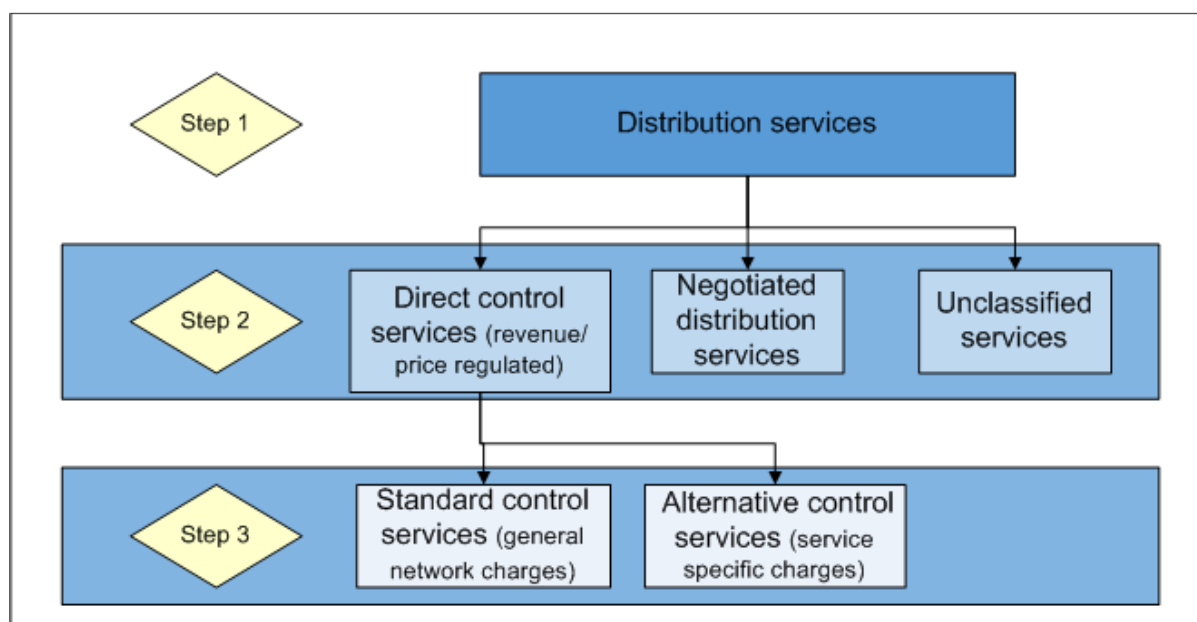 Step 1
Distribution services
Step 2
Direct control
services (revenue/
price regulated)
Negotiated
distribution
services
Unclassified
services
Step 3
Standard control
services (general
network charges)
Alternative control
services (service
specific charges)